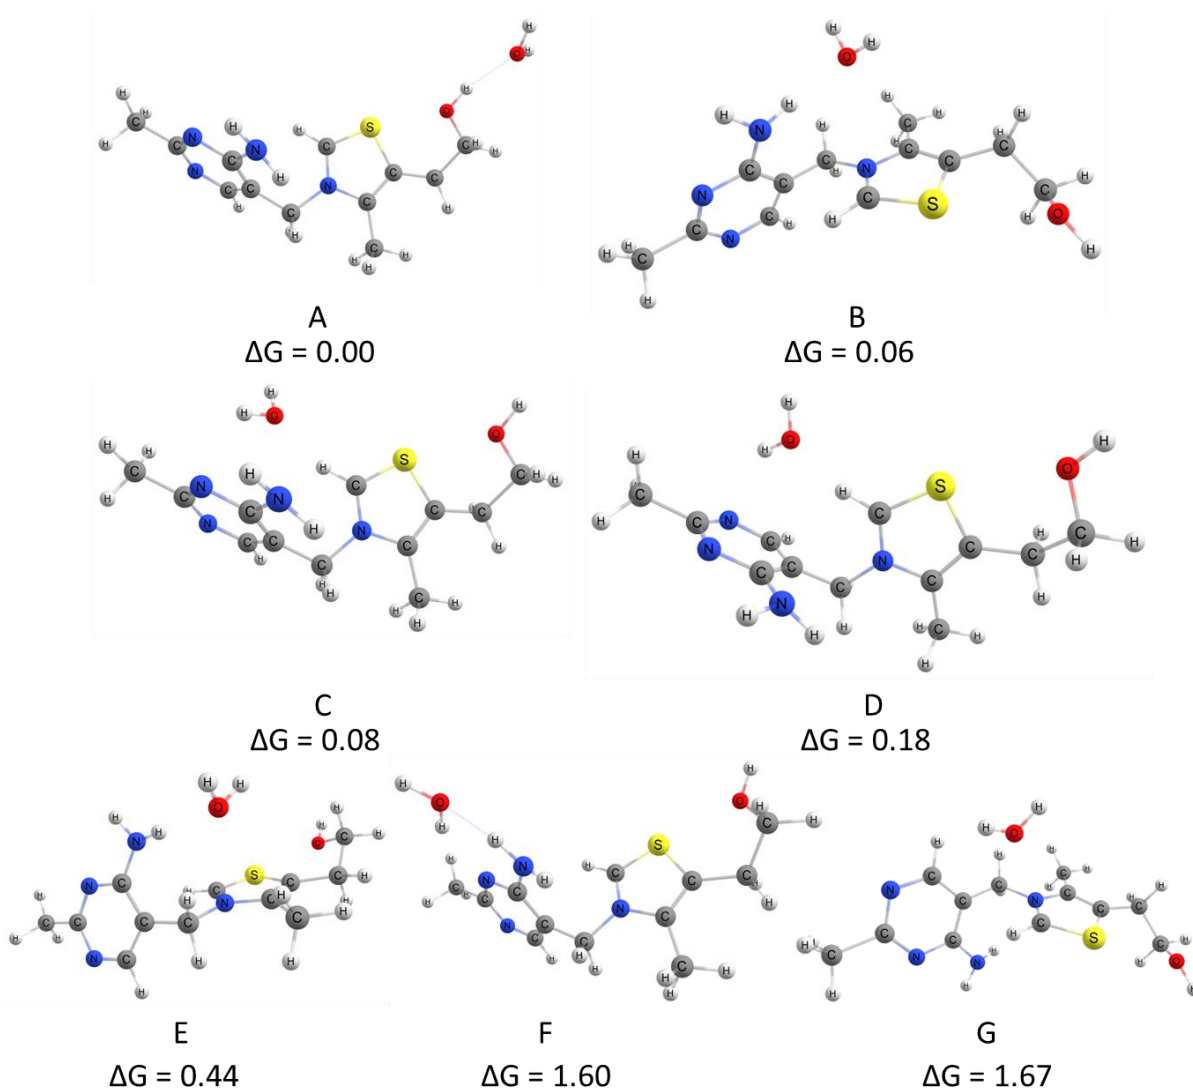 A
ΔG = 0.00
B
ΔG = 0.06
C
ΔG = 0.08
D
ΔG = 0.18
E
ΔG = 0.44
F
ΔG = 1.60
G
ΔG = 1.67